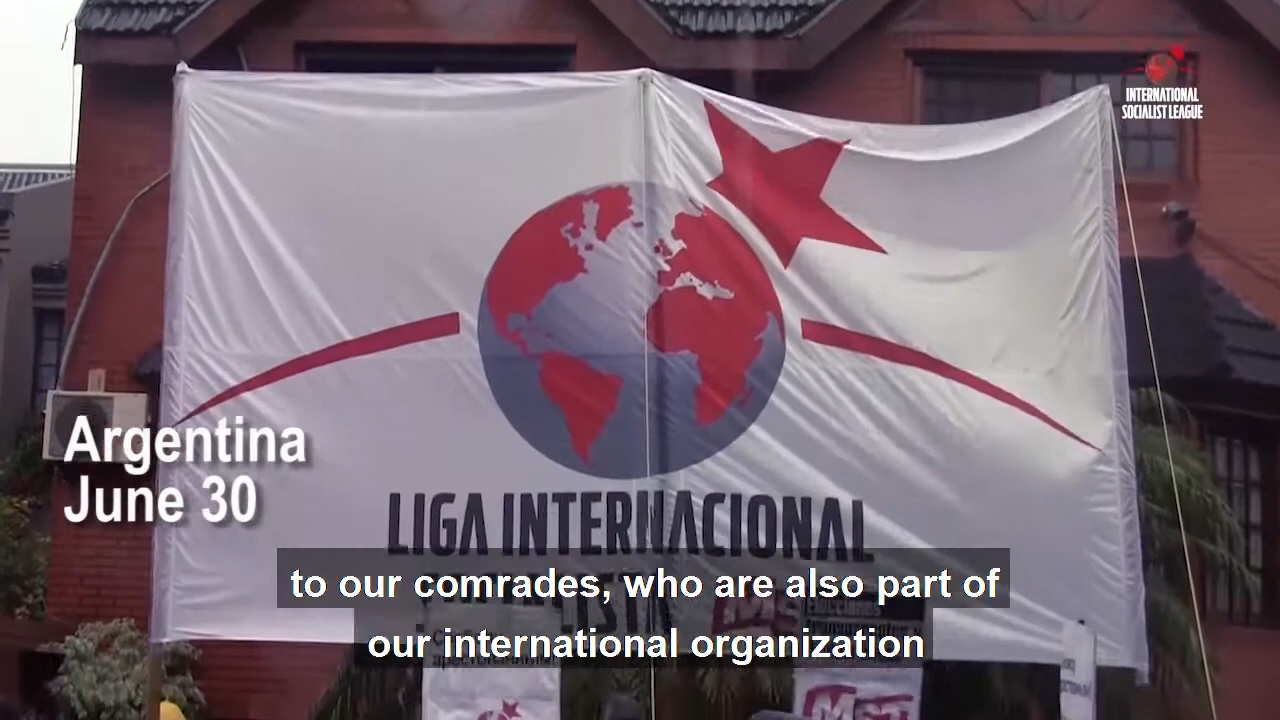 INTERNATIONAL
SOCIALIST LEAGUE
Argentina
June 30
LIGA INTERNACIONAL
to our comrades, who are also part of
our international organization
MST